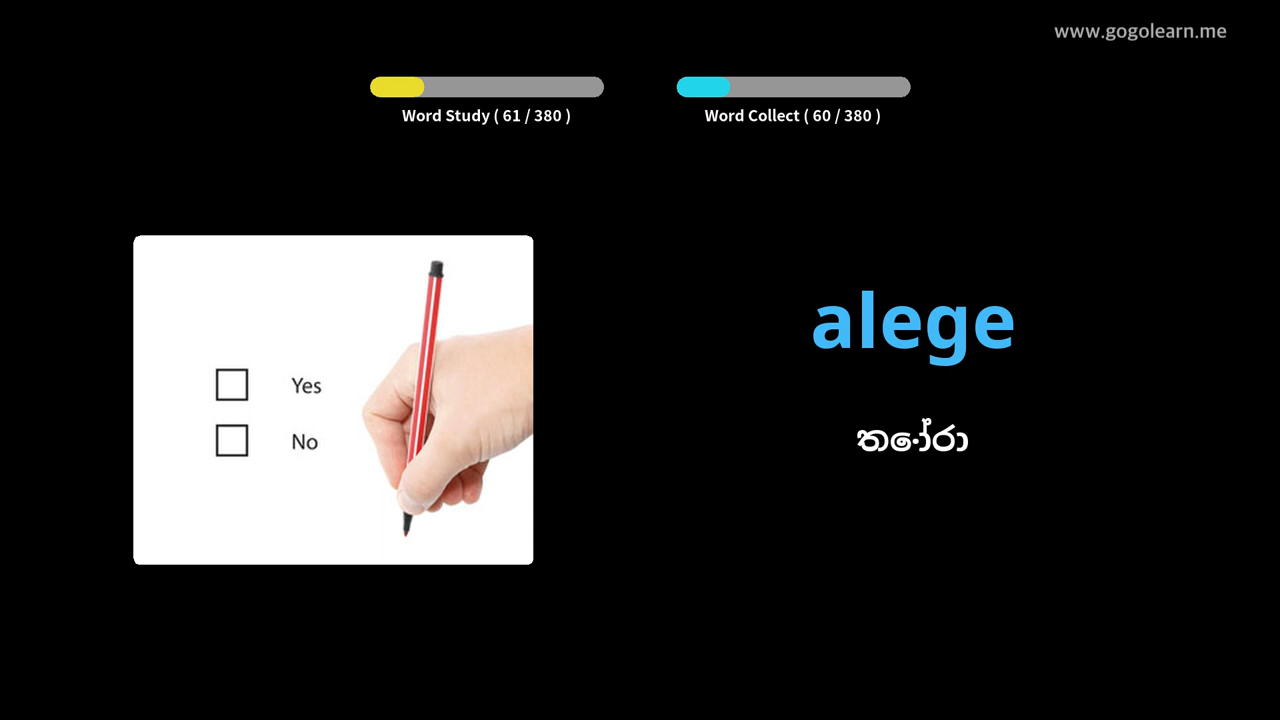 www.gogolearn.me
Word Study ( 61 / 380 )
Word Collect ( 60 / 380 )
Yes
No
alege
තෝරා